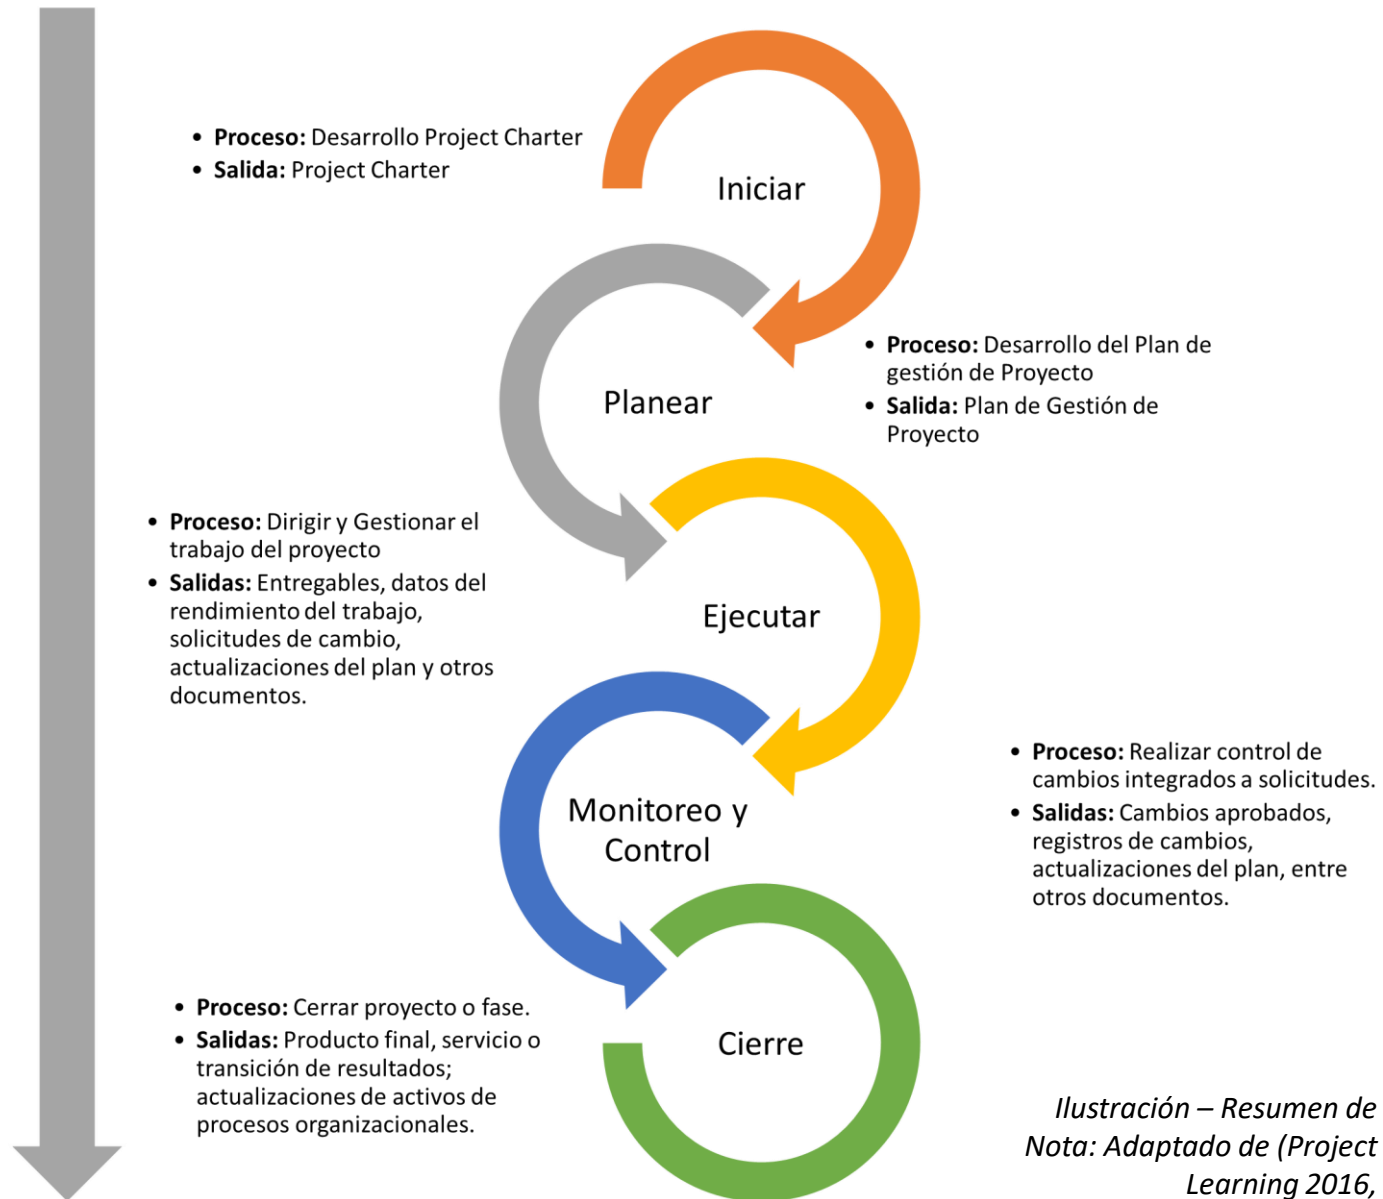 • Proceso: Desarrollo Project Charter
• Salida: Project Charter
Iniciar
• Proceso: Desarrollo del Plan de
gestión de Proyecto
• Salida: Plan de Gestión de
Proyecto
Planear
• Proceso: Dirigir y Gestionar el
trabajo del proyecto
• Salidas: Entregables, datos del
rendimiento del trabajo,
solicitudes de cambio,
actualizaciones del plan y otros
documentos.
Ejecutar
• Proceso: Realizar control de
cambios integrados a solicitudes.
• Salidas: Cambios aprobados,
registros de cambios,
actualizaciones del plan, entre
otros documentos.
Monitoreo y
Control
• Proceso: Cerrar proyecto o fase.
• Salidas: Producto final, servicio o
transición de resultados;
actualizaciones de activos de
procesos organizacionales.
Cierre
Ilustración – Resumen de
Nota: Adaptado de (Project
Learning 2016,